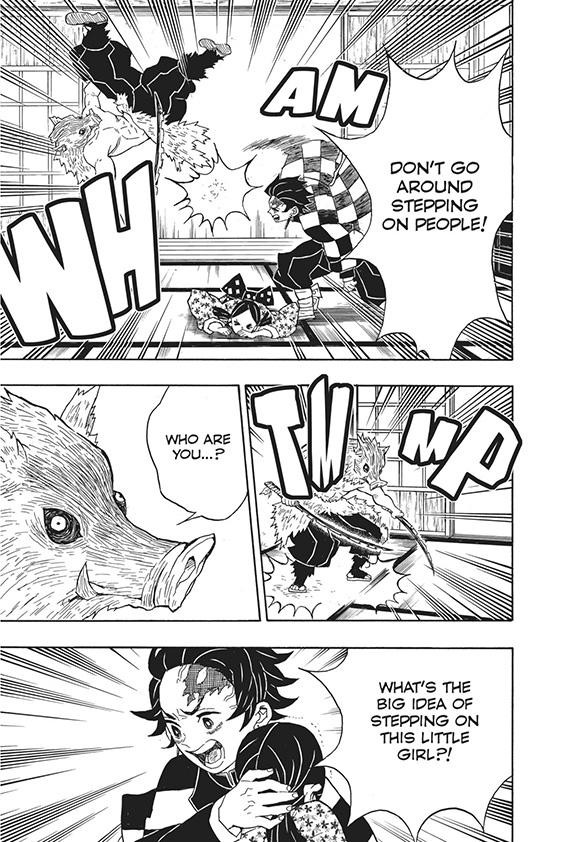 DON'T GO
AROUND
STEPPING
ON PEOPLE!
WH
AM
TM
MP
WHO ARE
YOU...?
WHAT'S THE
BIG IDEA OF
STEPPING ON
THIS LITTLE
GIRL?!